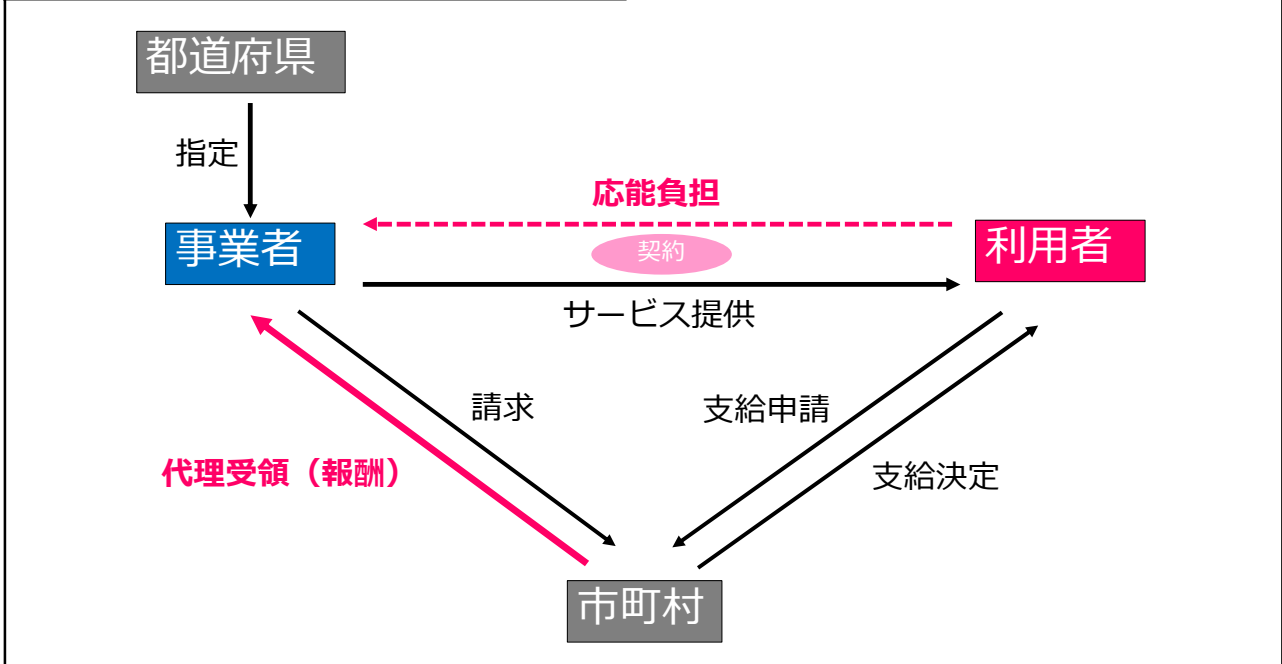 都道府県
指定
応能負担
事業者
契約
利用者
サービス提供
請求
支給申請
代理受領（報酬）
支給決定
市町村